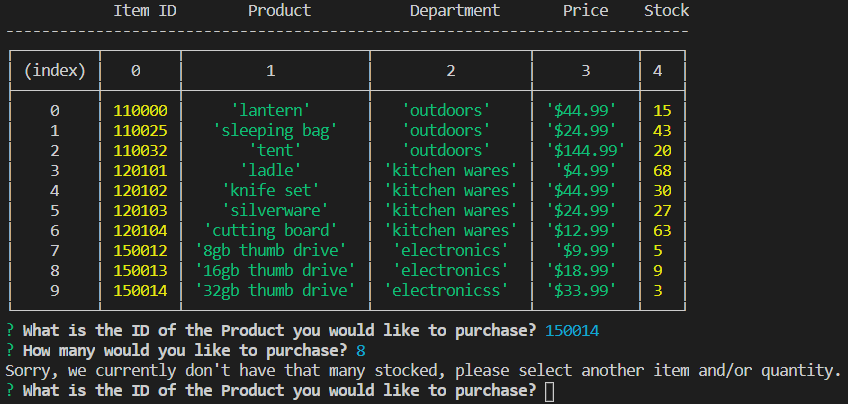 Item ID Product Department Price Stock
--------------------------------------------------------------------------
(index) 0 1 2 3 4
0 110000 'lantern' 'outdoors' '$44.99' 15
1 110025 'sleeping bag' 'outdoors' '$24.99' 43
2 110032 'tent' 'outdoors' '$144.99' 20
3 120101 'ladle' 'kitchen wares' '$4.99' 68
4 120102 'knife set' 'kitchen wares' '$44.99' 30
5 120103 'silverware' 'kitchen wares' '$24.99' 27
6 120104 'cutting board' 'kitchen wares' '$12.99' 63
7 150012 '8gb thumb drive' 'electronics' '$9.99' 5
8 150013 '16gb thumb drive' 'electronics' '$18.99' 9
9 150014 '32gb thumb drive' 'electronicss' '$33.99' 3
? What is the ID of the Product you would like to purchase? 150014
? How many would you like to purchase? 8
Sorry, we currently don't have that many stocked, please select another item and/or quantity.
? What is the ID of the Product you would like to purchase?